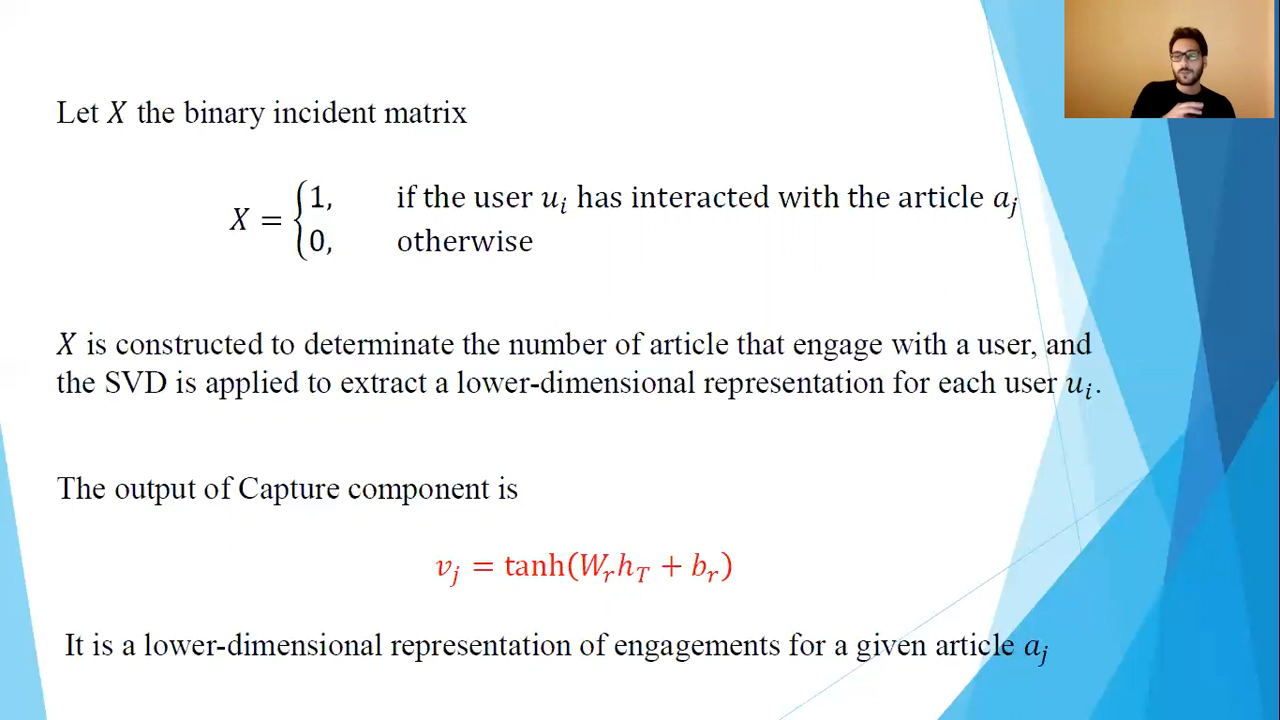 Let X the binary incident matrix
X = {1, if the user u_i has interacted with the article a_j
0, otherwise
X is constructed to determinate the number of article that engage with a user, and
the SVD is applied to extract a lower-dimensional representation for each user u_i.
The output of Capture component is
v_j = tanh(W_r h_T + b_r)
It is a lower-dimensional representation of engagements for a given article a_j